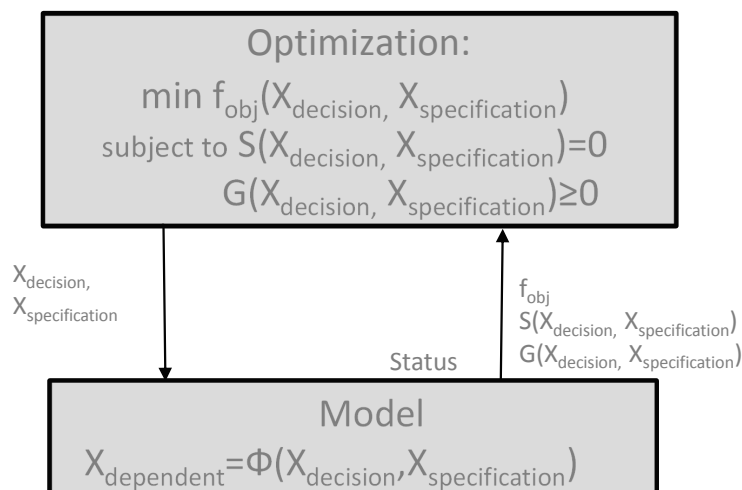 Optimization:
min f_obj(X_decision, X_specification)
subject to S(X_decision, X_specification)=0
G(X_decision, X_specification)≥0
X_decision,
X_specification
f_obj
S(X_decision, X_specification)
G(X_decision, X_specification)
Status
Model
X_dependent=Φ(X_decision,X_specification)